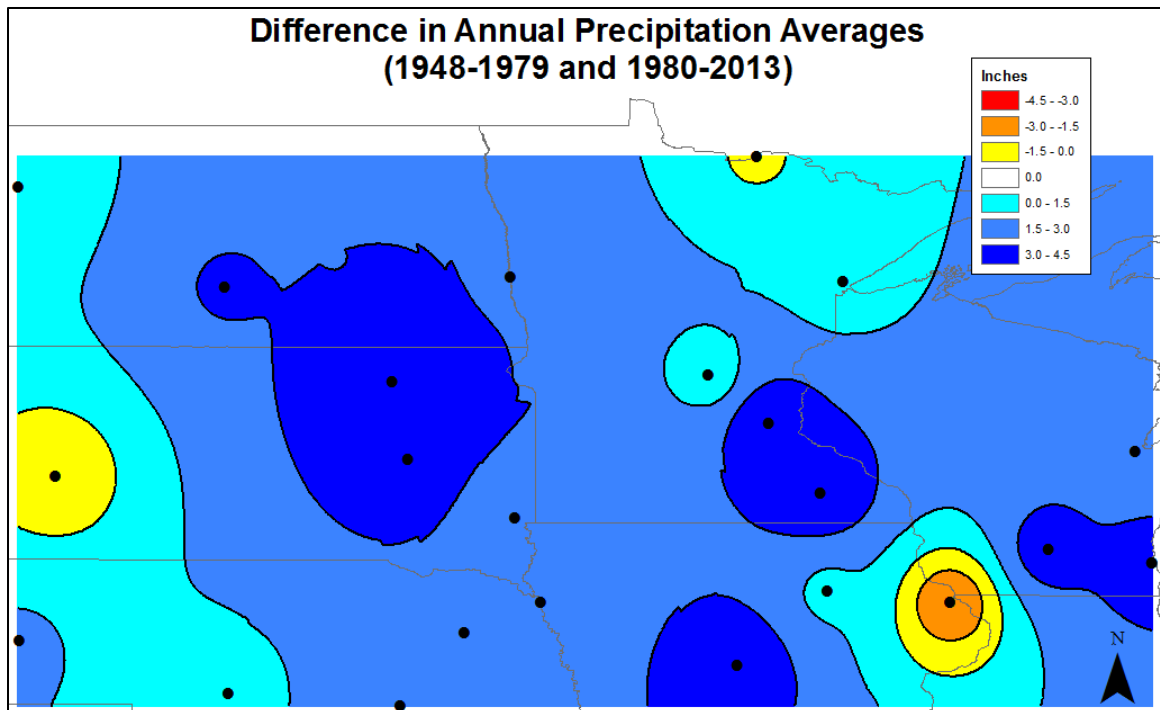 Difference in Annual Precipitation Averages
(1948-1979 and 1980-2013)
Inches
-4.5 - -3.0
-3.0 - -1.5
-1.5 - 0.0
0.0
0.0 - 1.5
1.5 - 3.0
3.0 - 4.5
N